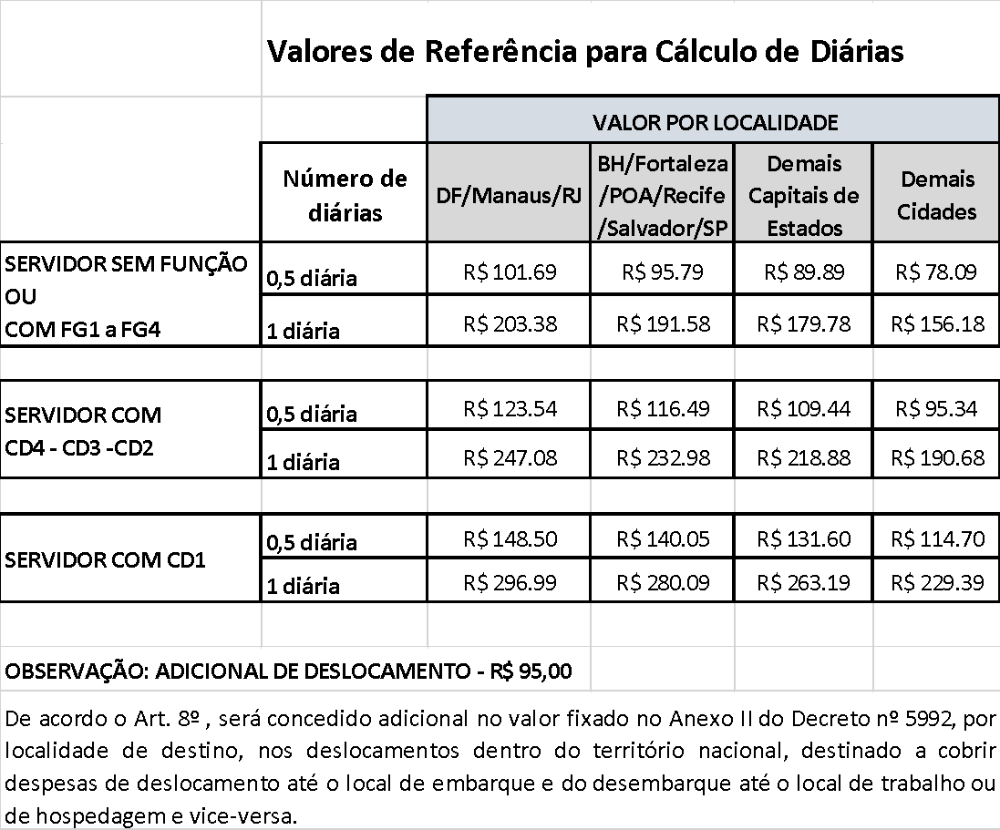 Valores de Referência para Cálculo de Diárias
VALOR POR LOCALIDADE
Número de diárias DF/Manaus/RJ BH/Fortaleza/POA/Recife/Salvador/SP Demais Capitais de Estados Demais Cidades
SERVIDOR SEM FUNÇÃO
OU
COM FG1 a FG4
0,5 diária R$ 101.69 R$ 95.79 R$ 89.89 R$ 78.09
1 diária R$ 203.38 R$ 191.58 R$ 179.78 R$ 156.18
SERVIDOR COM
CD4 - CD3 -CD2
0,5 diária R$ 123.54 R$ 116.49 R$ 109.44 R$ 95.34
1 diária R$ 247.08 R$ 232.98 R$ 218.88 R$ 190.68
SERVIDOR COM CD1
0,5 diária R$ 148.50 R$ 140.05 R$ 131.60 R$ 114.70
1 diária R$ 296.99 R$ 280.09 R$ 263.19 R$ 229.39
OBSERVAÇÃO: ADICIONAL DE DESLOCAMENTO - R$ 95,00
De acordo o Art. 8º , será concedido adicional no valor fixado no Anexo II do Decreto nº 5992, por
localidade de destino, nos deslocamentos dentro do território nacional, destinado a cobrir
despesas de deslocamento até o local de embarque e do desembarque até o local de trabalho ou
de hospedagem e vice-versa.